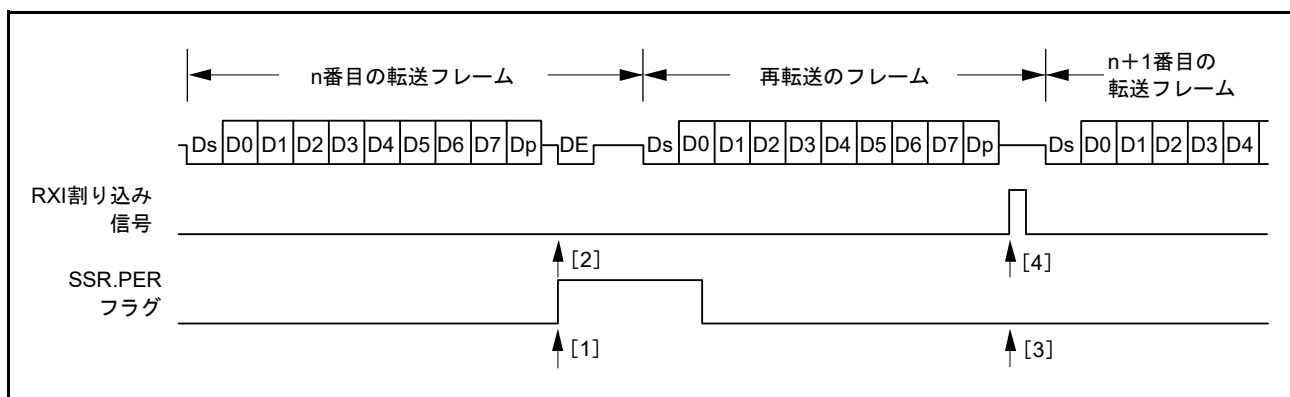 n番目の転送フレーム
再転送のフレーム
n+1番目の
転送フレーム
Ds D0 D1 D2 D3 D4 D5 D6 D7 Dp DE Ds D0 D1 D2 D3 D4 D5 D6 D7 Dp Ds D0 D1 D2 D3 D4
RXI割り込み
信号
[2]
[4]
SSR.PER
フラグ
[1]
[3]